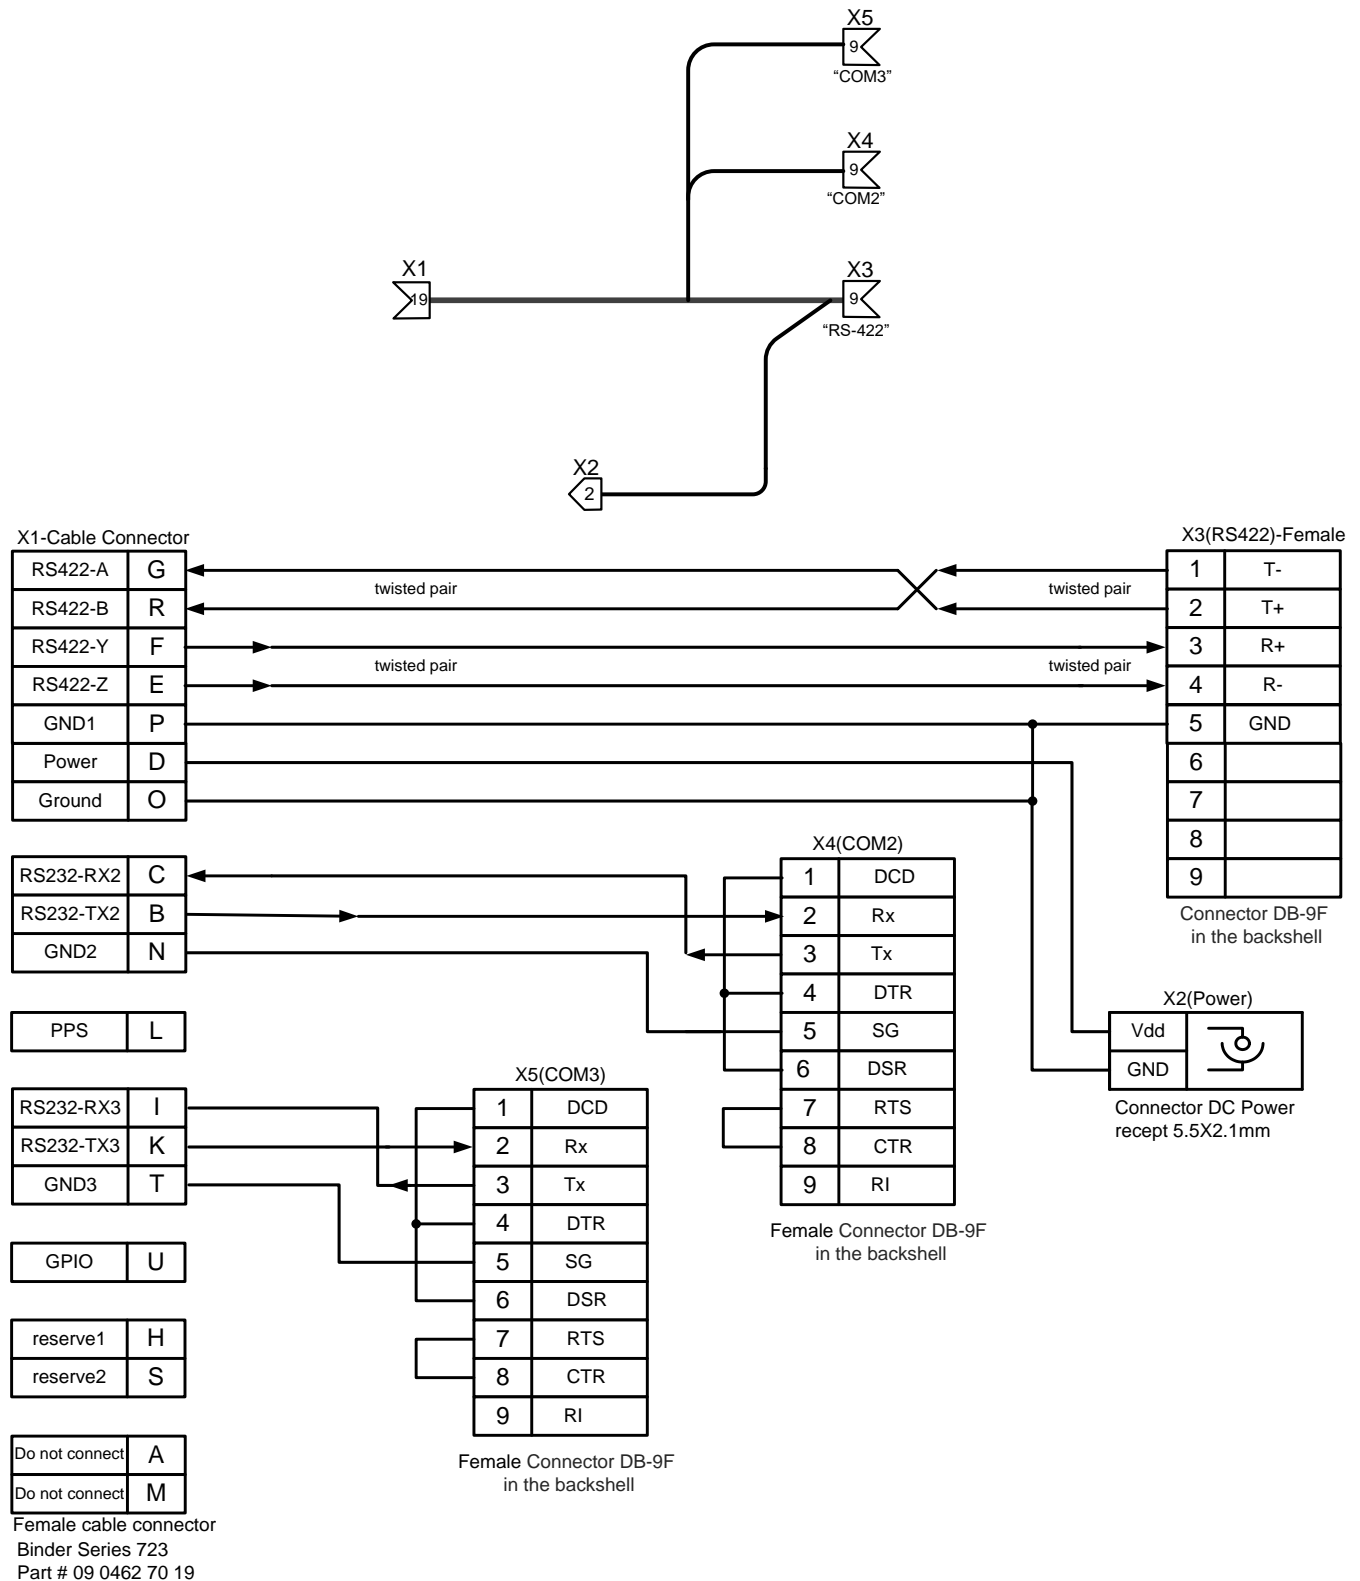 X5
9
“COM3”
X4
9
“COM2”
X1
19
X3
9
“RS-422”
X2
2
X1-Cable Connector
RS422-A G
RS422-B R
RS422-Y F
RS422-Z E
GND1 P
Power D
Ground O
twisted pair
twisted pair
twisted pair
twisted pair
X3(RS422)-Female
1 T-
2 T+
3 R+
4 R-
5 GND
6
7
8
9
Connector DB-9F
in the backshell
RS232-RX2 C
RS232-TX2 B
GND2 N
X4(COM2)
1 DCD
2 Rx
3 Tx
4 DTR
5 SG
6 DSR
7 RTS
8 CTR
9 RI
Female Connector DB-9F
in the backshell
X2(Power)
Vdd
GND
Connector DC Power
recept 5.5X2.1mm
PPS L
RS232-RX3 I
RS232-TX3 K
GND3 T
X5(COM3)
1 DCD
2 Rx
3 Tx
4 DTR
5 SG
6 DSR
7 RTS
8 CTR
9 RI
Female Connector DB-9F
in the backshell
GPIO U
reserve1 H
reserve2 S
Do not connect A
Do not connect M
Female cable connector
Binder Series 723
Part # 09 0462 70 19